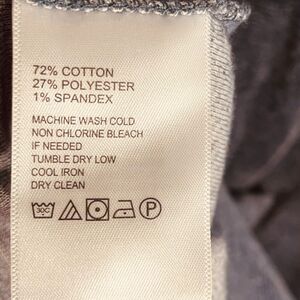 72% COTTON
27% POLYESTER
1% SPANDEX
MACHINE WASH COLD
NON CHLORINE BLEACH
IF NEEDED
TUMBLE DRY LOW
COOL IRON
DRY CLEAN
30C P